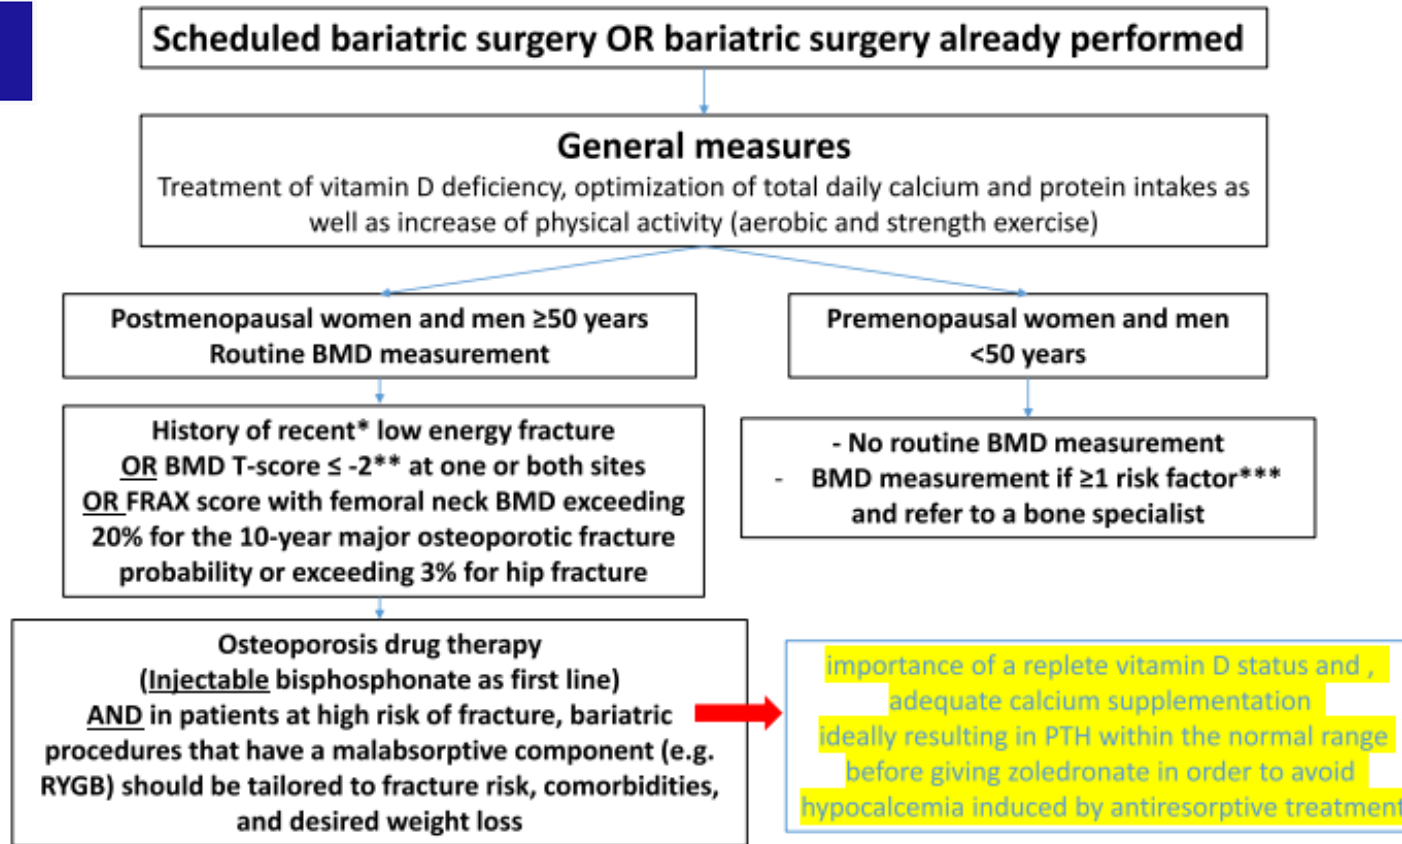 Scheduled bariatric surgery OR bariatric surgery already performed
General measures
Treatment of vitamin D deficiency, optimization of total daily calcium and protein intakes as
well as increase of physical activity (aerobic and strength exercise)
Postmenopausal women and men ≥50 years
Routine BMD measurement
Premenopausal women and men
<50 years
History of recent* low energy fracture
OR BMD T-score ≤ -2** at one or both sites
OR FRAX score with femoral neck BMD exceeding
20% for the 10-year major osteoporotic fracture
probability or exceeding 3% for hip fracture
- No routine BMD measurement
- BMD measurement if ≥1 risk factor***
and refer to a bone specialist
Osteoporosis drug therapy
(Injectable bisphosphonate as first line)
AND in patients at high risk of fracture, bariatric
procedures that have a malabsorptive component (e.g.
RYGB) should be tailored to fracture risk, comorbidities,
and desired weight loss
importance of a replete vitamin D status and ,
adequate calcium supplementation
ideally resulting in PTH within the normal range
before giving zoledronate in order to avoid
hypocalcemia induced by antiresorptive treatment